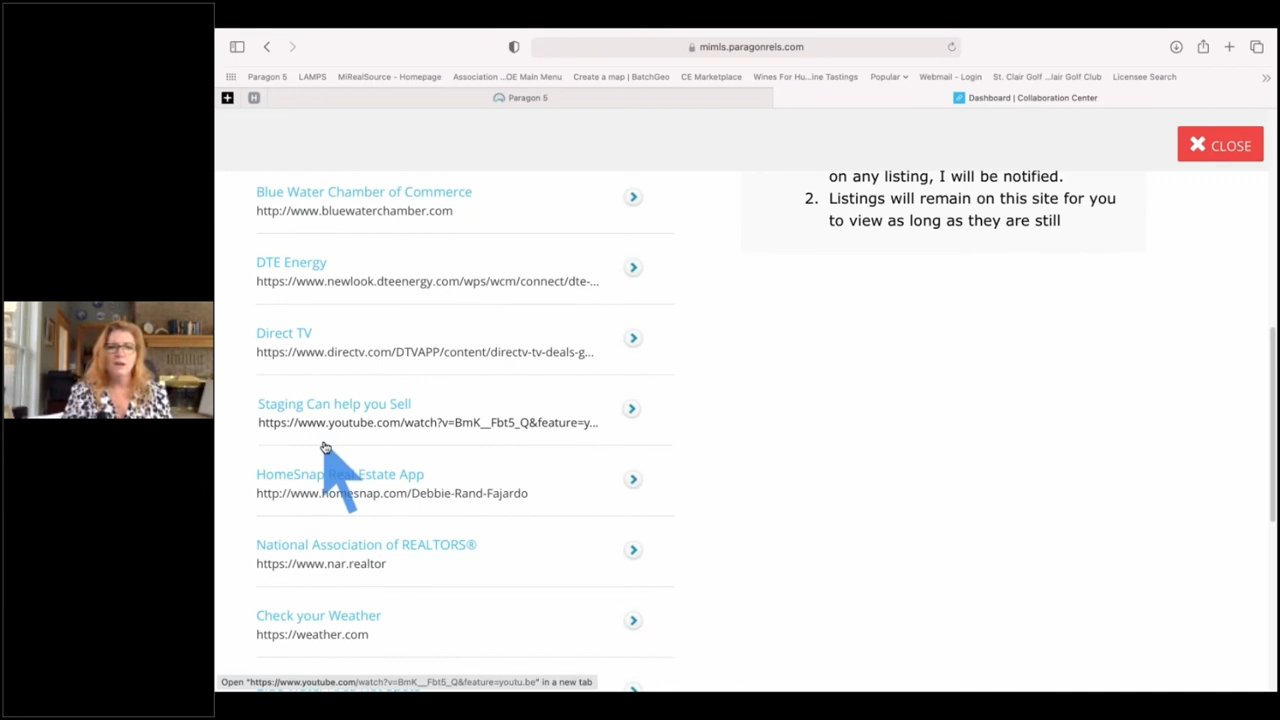 mimls.paragonrels.com
Paragon 5
LAMPS
MiRealSource - Homepage
Association ...OE Main Menu
Create a map | BatchGeo
CE Marketplace
Wines For Hu...ine Tastings
Popular
Webmail - Login
St. Clair Golf ...lair Golf Club
Licensee Search
H
Paragon 5
Dashboard | Collaboration Center
CLOSE
Blue Water Chamber of Commerce
http://www.bluewaterchamber.com
DTE Energy
https://www.newlook.dteenergy.com/wps/wcm/connect/dte-...
Direct TV
https://www.directv.com/DTVAPP/content/directv-tv-deals-g...
Staging Can help you Sell
https://www.youtube.com/watch?v=BmK__Fbt5_Q&feature=y...
HomeSnap Real Estate App
http://www.homesnap.com/Debbie-Rand-Fajardo
National Association of REALTORS®
https://www.nar.realtor
Check your Weather
https://weather.com
on any listing, I will be notified.
2. Listings will remain on this site for you
to view as long as they are still
Open "https://www.youtube.com/watch?v=BmK__Fbt5_Q&feature=youtu.be" in a new tab